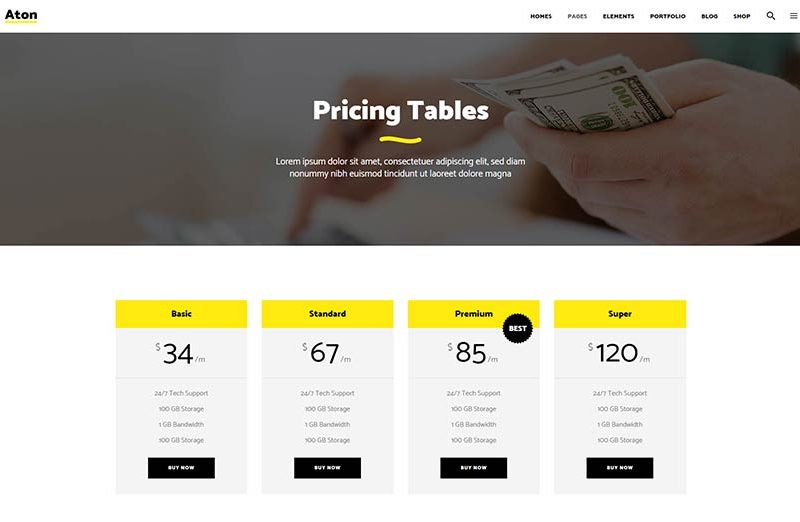 Aton
HOMES PAGES ELEMENTS PORTFOLIO BLOG SHOP
Pricing Tables
Lorem ipsum dolor sit amet, consectetuer adipiscing elit, sed diam
nonummy nibh euismod tincidunt ut laoreet dolore magna
Basic
$34/m
24/7 Tech Support
100 GB Storage
1 GB Bandwidth
100 GB Storage
BUY NOW
Standard
$67/m
24/7 Tech Support
100 GB Storage
1 GB Bandwidth
100 GB Storage
BUY NOW
Premium
BEST
$85/m
24/7 Tech Support
100 GB Storage
1 GB Bandwidth
100 GB Storage
BUY NOW
Super
$120/m
24/7 Tech Support
100 GB Storage
1 GB Bandwidth
100 GB Storage
BUY NOW
100